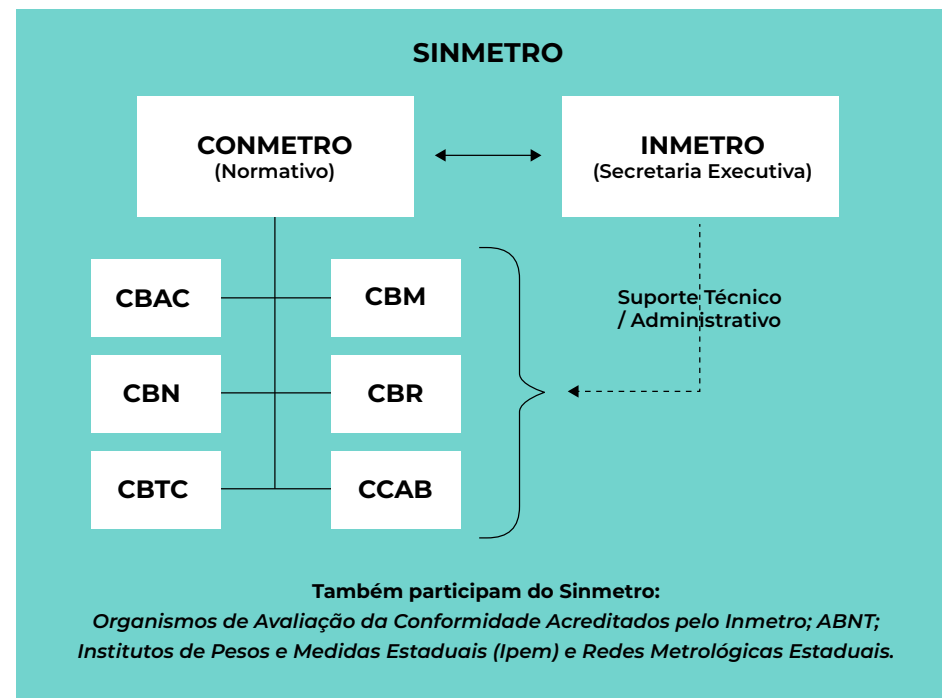 SINMETRO
CONMETRO
(Normativo)
INMETRO
(Secretaria Executiva)
CBAC
CBM
Suporte Técnico
/ Administrativo
CBN
CBR
CBTC
CCAB
Também participam do Sinmetro:
Organismos de Avaliação da Conformidade Acreditados pelo Inmetro; ABNT;
Institutos de Pesos e Medidas Estaduais (Ipem) e Redes Metrológicas Estaduais.